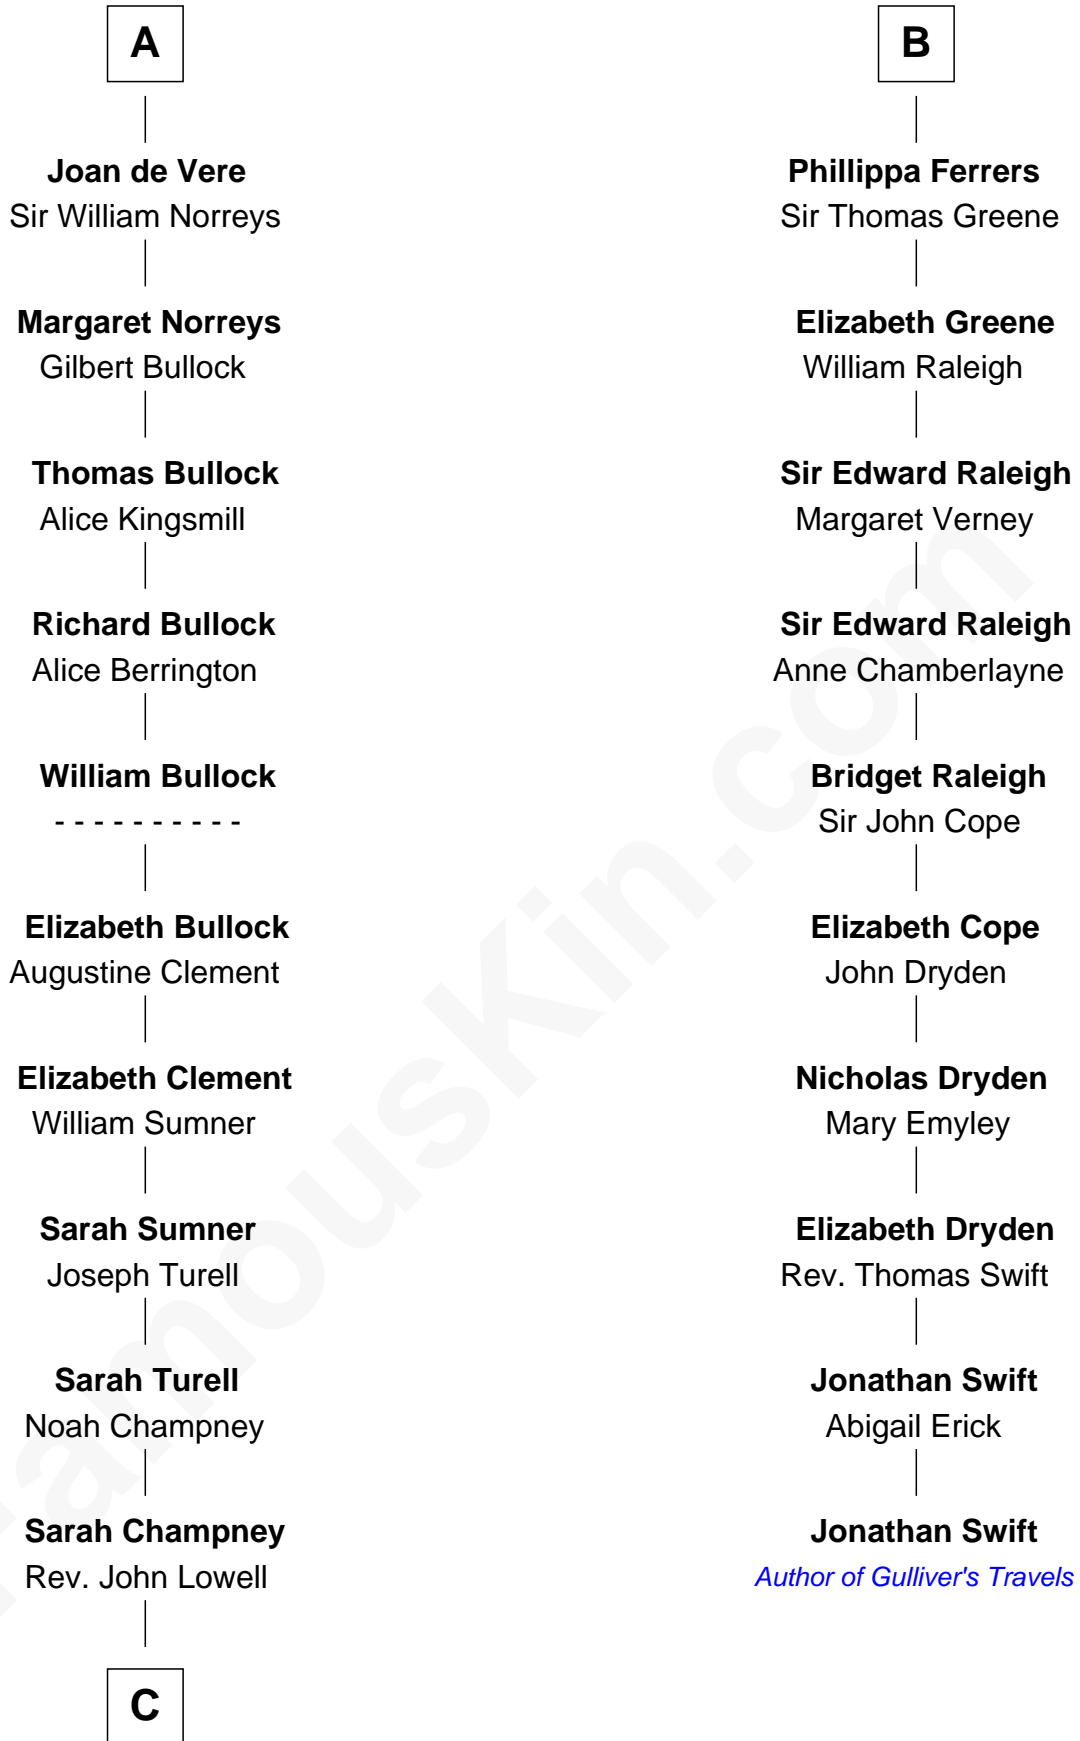 A
Joan de Vere
Sir William Norreys
Margaret Norreys
Gilbert Bullock
Thomas Bullock
Alice Kingsmill
Richard Bullock
Alice Berrington
William Bullock
- - - - - - - - - -
Elizabeth Bullock
Augustine Clement
Elizabeth Clement
William Sumner
Sarah Sumner
Joseph Turell
Sarah Turell
Noah Champney
Sarah Champney
Rev. John Lowell
C
B
Phillippa Ferrers
Sir Thomas Greene
Elizabeth Greene
William Raleigh
Sir Edward Raleigh
Margaret Verney
Sir Edward Raleigh
Anne Chamberlayne
Bridget Raleigh
Sir John Cope
Elizabeth Cope
John Dryden
Nicholas Dryden
Mary Emyley
Elizabeth Dryden
Rev. Thomas Swift
Jonathan Swift
Abigail Erick
Jonathan Swift
Author of Gulliver's Travels
FamousKin.com